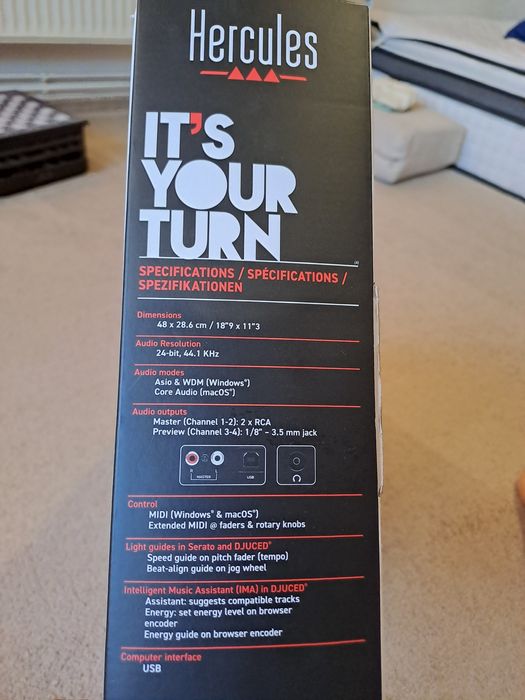 Hercules
IT'S
YOUR
TURN
SPECIFICATIONS / SPÉCIFICATIONS /
SPEZIFIKATIONEN
Dimensions
48 x 28.6 cm / 18"9 x 11"3
Audio Resolution
24-bit, 44.1 KHz
Audio modes
Asio & WDM (Windows®)
Core Audio (macOS®)
Audio outputs
Master (Channel 1-2): 2 x RCA
Preview (Channel 3-4): 1/8" – 3.5 mm jack
R L
MASTER
USB
Control
MIDI (Windows® & macOS®)
Extended MIDI @ faders & rotary knobs
Light guides in Serato and DJUCED®
Speed guide on pitch fader (tempo)
Beat-align guide on jog wheel
Intelligent Music Assistant (IMA) in DJUCED®
Assistant: suggests compatible tracks
Energy: set energy level on browser
encoder
Energy guide on browser encoder
Computer interface
USB